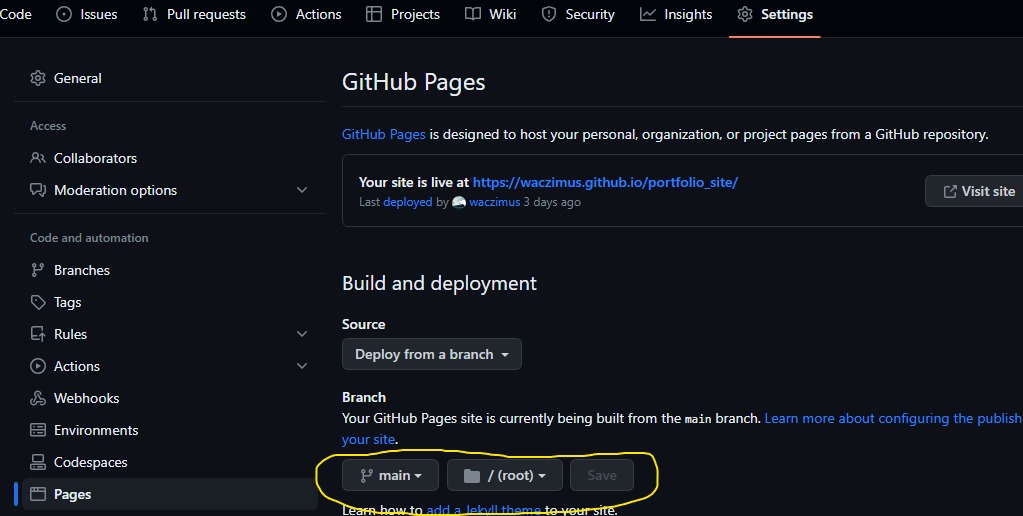 Code Issues Pull requests Actions Projects Wiki Security Insights Settings
General
Access
Collaborators
Moderation options
Code and automation
Branches
Tags
Rules
Actions
Webhooks
Environments
Codespaces
Pages
GitHub Pages
GitHub Pages is designed to host your personal, organization, or project pages from a GitHub repository.
Your site is live at https://waczimus.github.io/portfolio_site/
Last deployed by waczimus 3 days ago
Visit site
Build and deployment
Source
Deploy from a branch
Branch
Your GitHub Pages site is currently being built from the main branch. Learn more about configuring the publish
your site.
main / (root) Save
Learn how to add a Jekyll theme to your site.